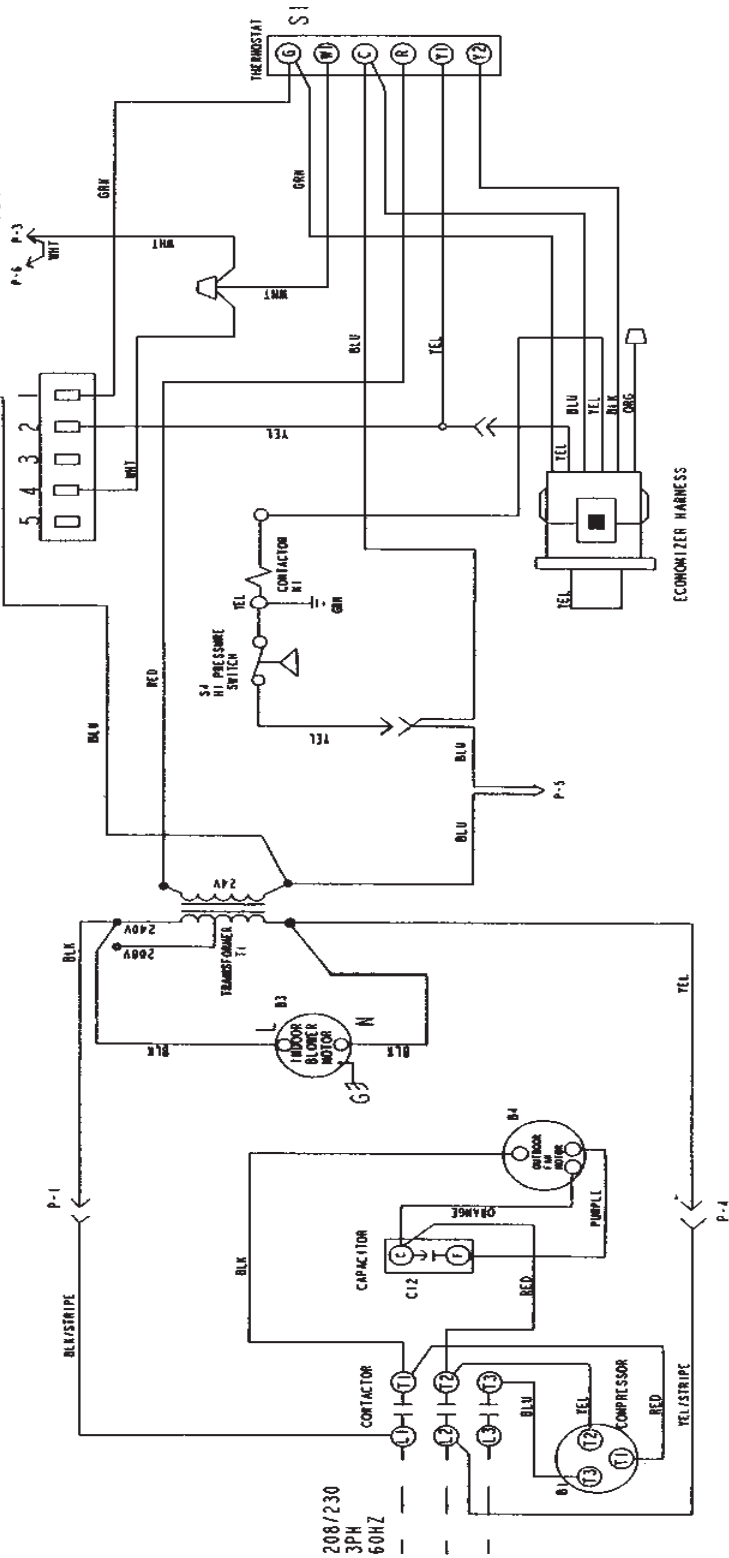 S1
THERMOSTAT
G
W1
C
R
Y1
Y2
GRN
GRN
P-6
P-3
WHT
WHT
WHT
WHT
BLU
YEL
RED
YEL
1
2
3
4
5
BLU
YEL
BLU
YEL
BLK
ORG
YEL
ECONOMIZER HARNESS
CONTACTOR
K1
YEL
GRN
S4
HI PRESSURE
SWITCH
YEL
BLU
BLU
P-5
24V
240V
208V
TRANSFORMER
T1
BLK
BLK
BLK
L
B3
INDOOR
BLOWER
MOTOR
N
G
YEL
P-1
P-4
B4
OUTDOOR
FAN
MOTOR
ORANGE
PURPLE
CAPACITOR
C
F
C12
BLK
RED
BLK/STRIPE
CONTACTOR
L1
T1
L2
T2
L3
T3
BLU
YEL
COMPRESSOR
RED
T2
T3
T1
YEL/STRIPE
208/230
3PH
60HZ